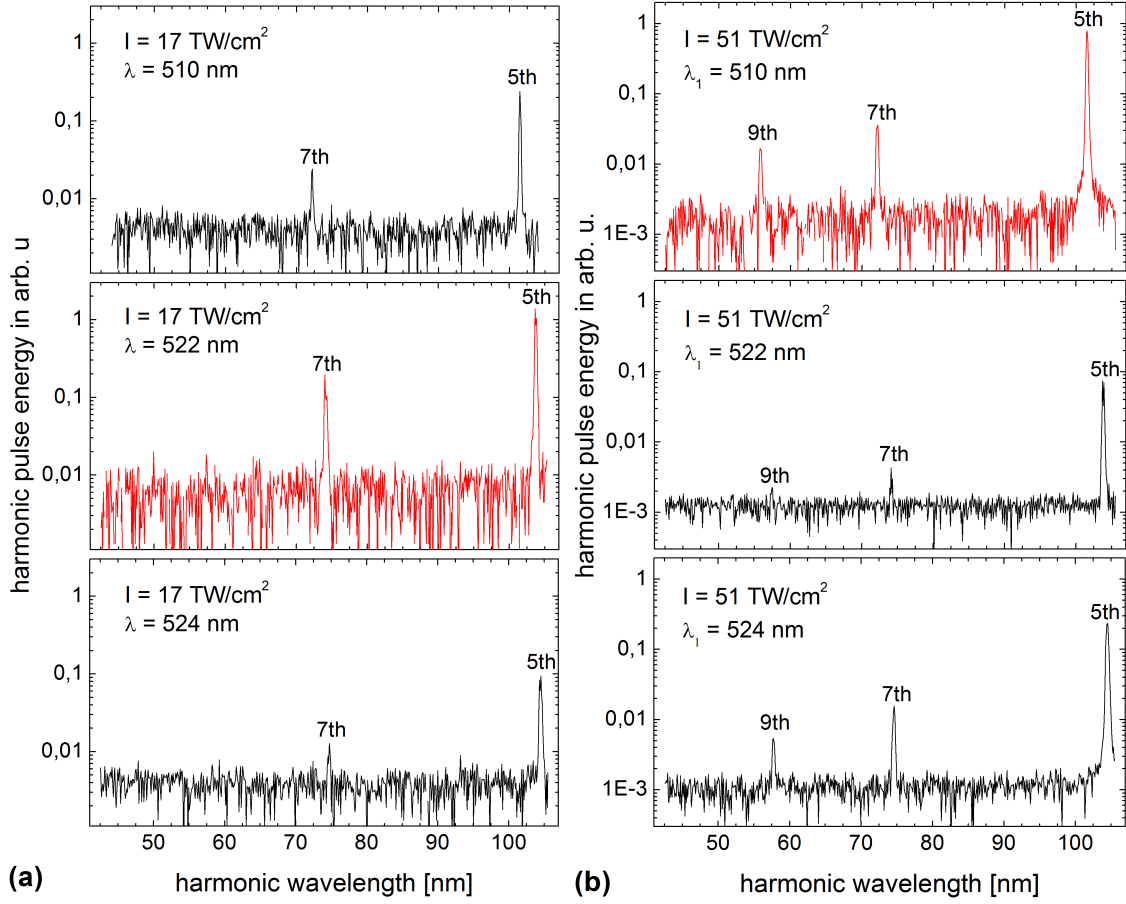 harmonic pulse energy in arb. u
I = 17 TW/cm²
λ = 510 nm
5th
7th
1
0,1
0,01
I = 17 TW/cm²
λ = 522 nm
5th
7th
1
0,1
0,01
I = 17 TW/cm²
λ = 524 nm
5th
7th
1
0,1
0,01
50 60 70 80 90 100
(a)
harmonic wavelength [nm]
harmonic pulse energy in arb. u.
I = 51 TW/cm²
λ₁ = 510 nm
5th
7th
9th
1
0,1
0,01
1E-3
I = 51 TW/cm²
λ₁ = 522 nm
5th
7th
9th
1
0,1
0,01
1E-3
I = 51 TW/cm²
λ₁ = 524 nm
5th
7th
9th
1
0,1
0,01
1E-3
50 60 70 80 90 100
(b)
harmonic wavelength [nm]